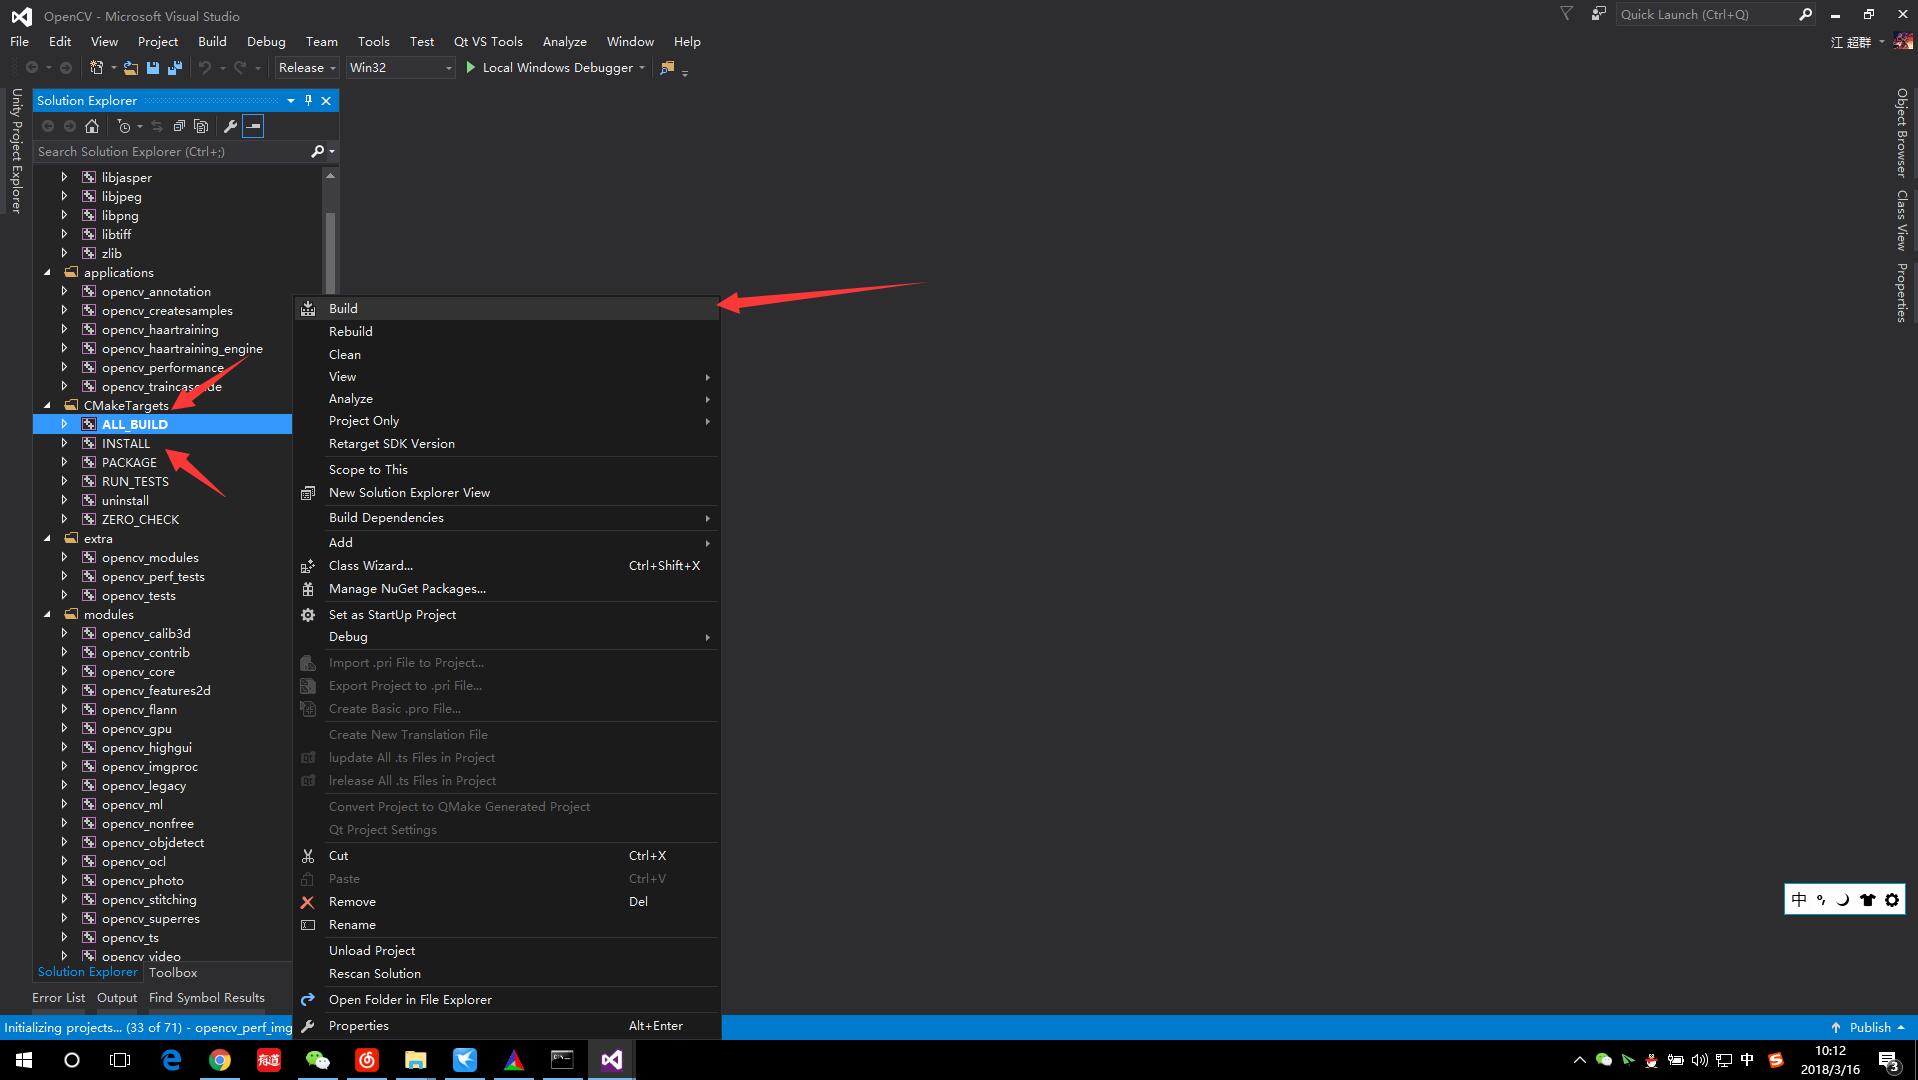 OpenCV - Microsoft Visual Studio
Quick Launch (Ctrl+Q)
File Edit View Project Build Debug Team Tools Test Qt VS Tools Analyze Window Help
江 超群
Release Win32 Local Windows Debugger
Unity Project Explorer
Solution Explorer
Search Solution Explorer (Ctrl+;)
libjasper
libjpeg
libpng
libtiff
zlib
applications
opencv_annotation
opencv_createsamples
opencv_haartraining
opencv_haartraining_engine
opencv_performance
opencv_traincascade
CMakeTargets
ALL_BUILD
INSTALL
PACKAGE
RUN_TESTS
uninstall
ZERO_CHECK
extra
opencv_modules
opencv_perf_tests
opencv_tests
modules
opencv_calib3d
opencv_contrib
opencv_core
opencv_features2d
opencv_flann
opencv_gpu
opencv_highgui
opencv_imgproc
opencv_legacy
opencv_ml
opencv_nonfree
opencv_objdetect
opencv_ocl
opencv_photo
opencv_stitching
opencv_superres
opencv_ts
opencv_video
Solution Explorer Toolbox
Error List Output Find Symbol Results
Initializing projects... (33 of 71) - opencv_perf_img
Build
Rebuild
Clean
View
Analyze
Project Only
Retarget SDK Version
Scope to This
New Solution Explorer View
Build Dependencies
Add
Class Wizard... Ctrl+Shift+X
Manage NuGet Packages...
Set as StartUp Project
Debug
Import .pri File to Project...
Export Project to .pri File...
Create Basic .pro File...
Create New Translation File
lupdate All .ts Files in Project
lrelease All .ts Files in Project
Convert Project to QMake Generated Project
Qt Project Settings
Cut Ctrl+X
Paste Ctrl+V
Remove Del
Rename
Unload Project
Rescan Solution
Open Folder in File Explorer
Properties Alt+Enter
Object Browser
Class View
Properties
中
Publish
有道
中
10:12
2018/3/16
3